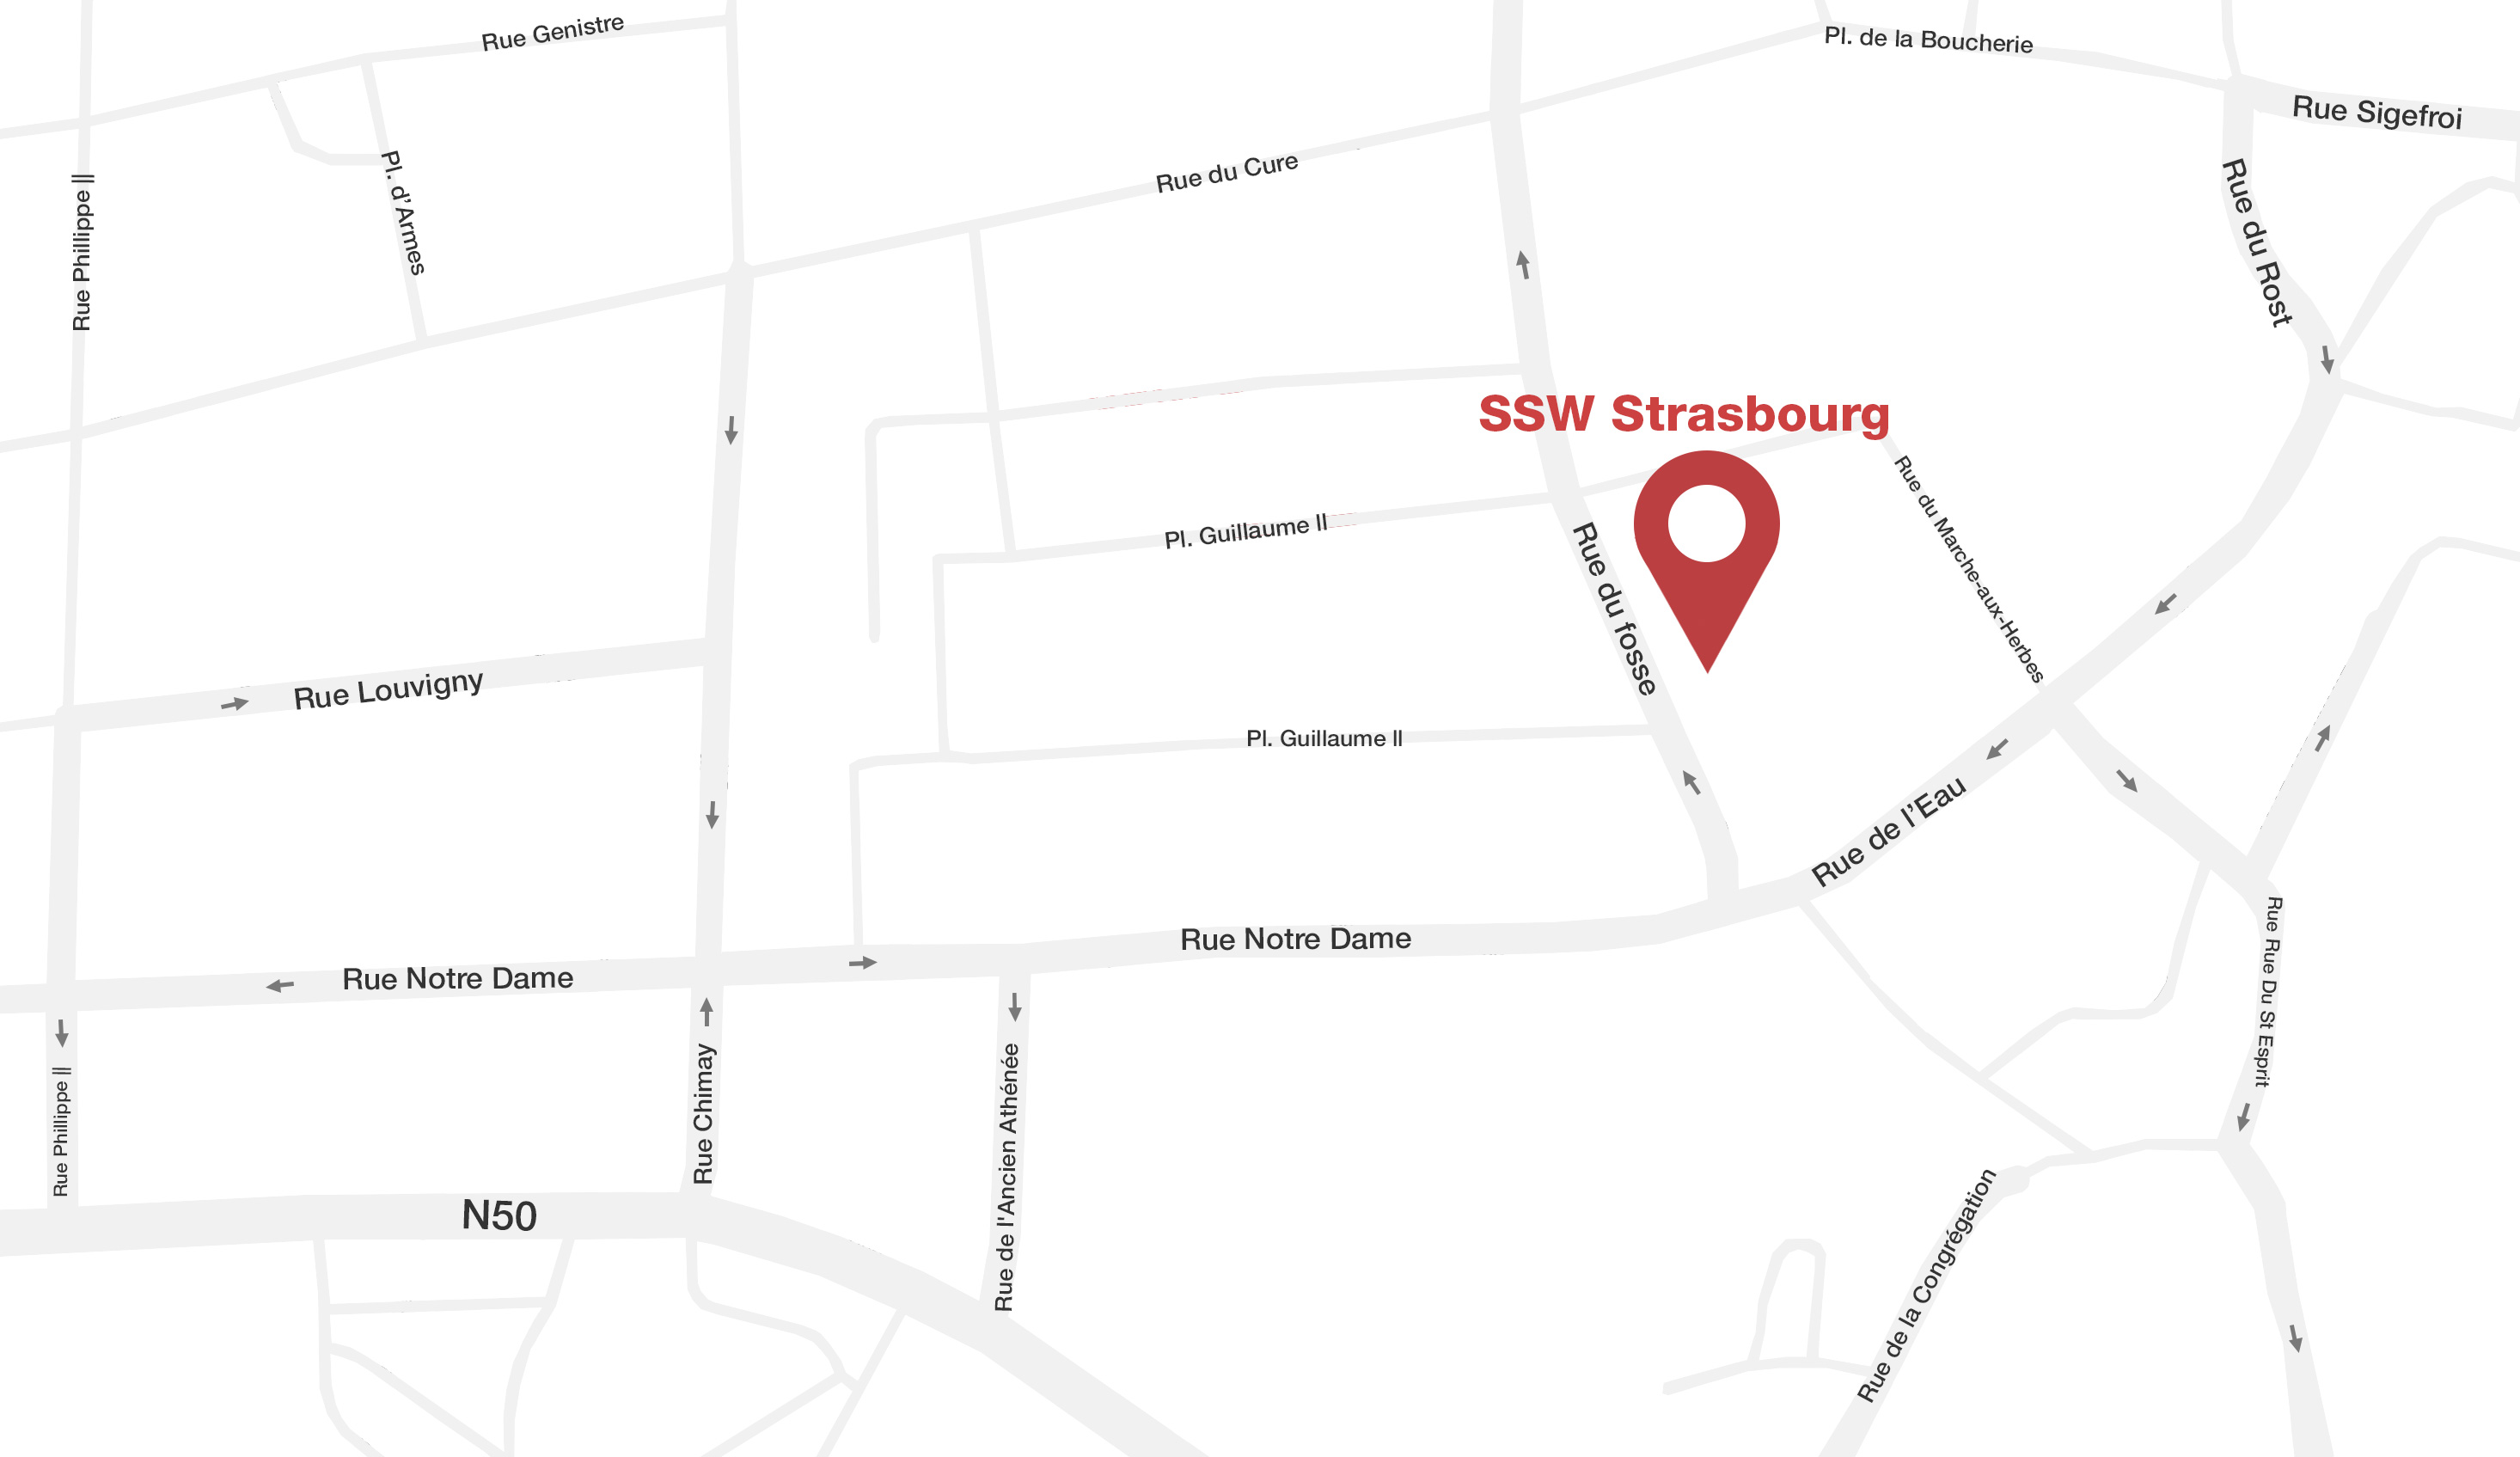 Rue Genistre
Pl. de la Boucherie
Rue Sigefroi
Rue Phillippe ||
Pl. d'Armes
Rue du Cure
Rue du Rost
SSW Strasbourg
Pl. Guillaume II
Rue du fosse
Rue du Marche-aux-Herbes
Rue Louvigny
Pl. Guillaume II
Rue de l'Eau
Rue Notre Dame
Rue Notre Dame
Rue Rue Du St Esprit
Rue Phillippe ||
Rue Chimay
Rue de l'Ancien Athénée
N50
Rue de la Congrégation